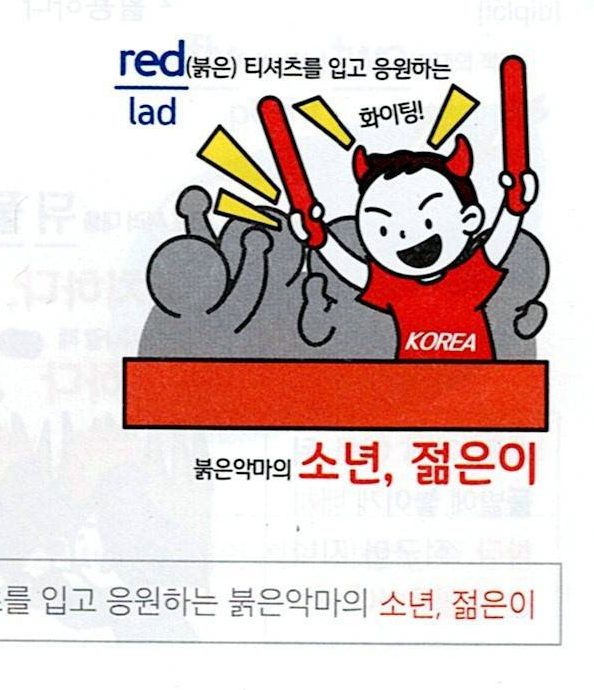 red(붉은) 티셔츠를 입고 응원하는
lad
화이팅!
KOREA
붉은악마의 소년, 젊은이
를 입고 응원하는 붉은악마의 소년, 젊은이